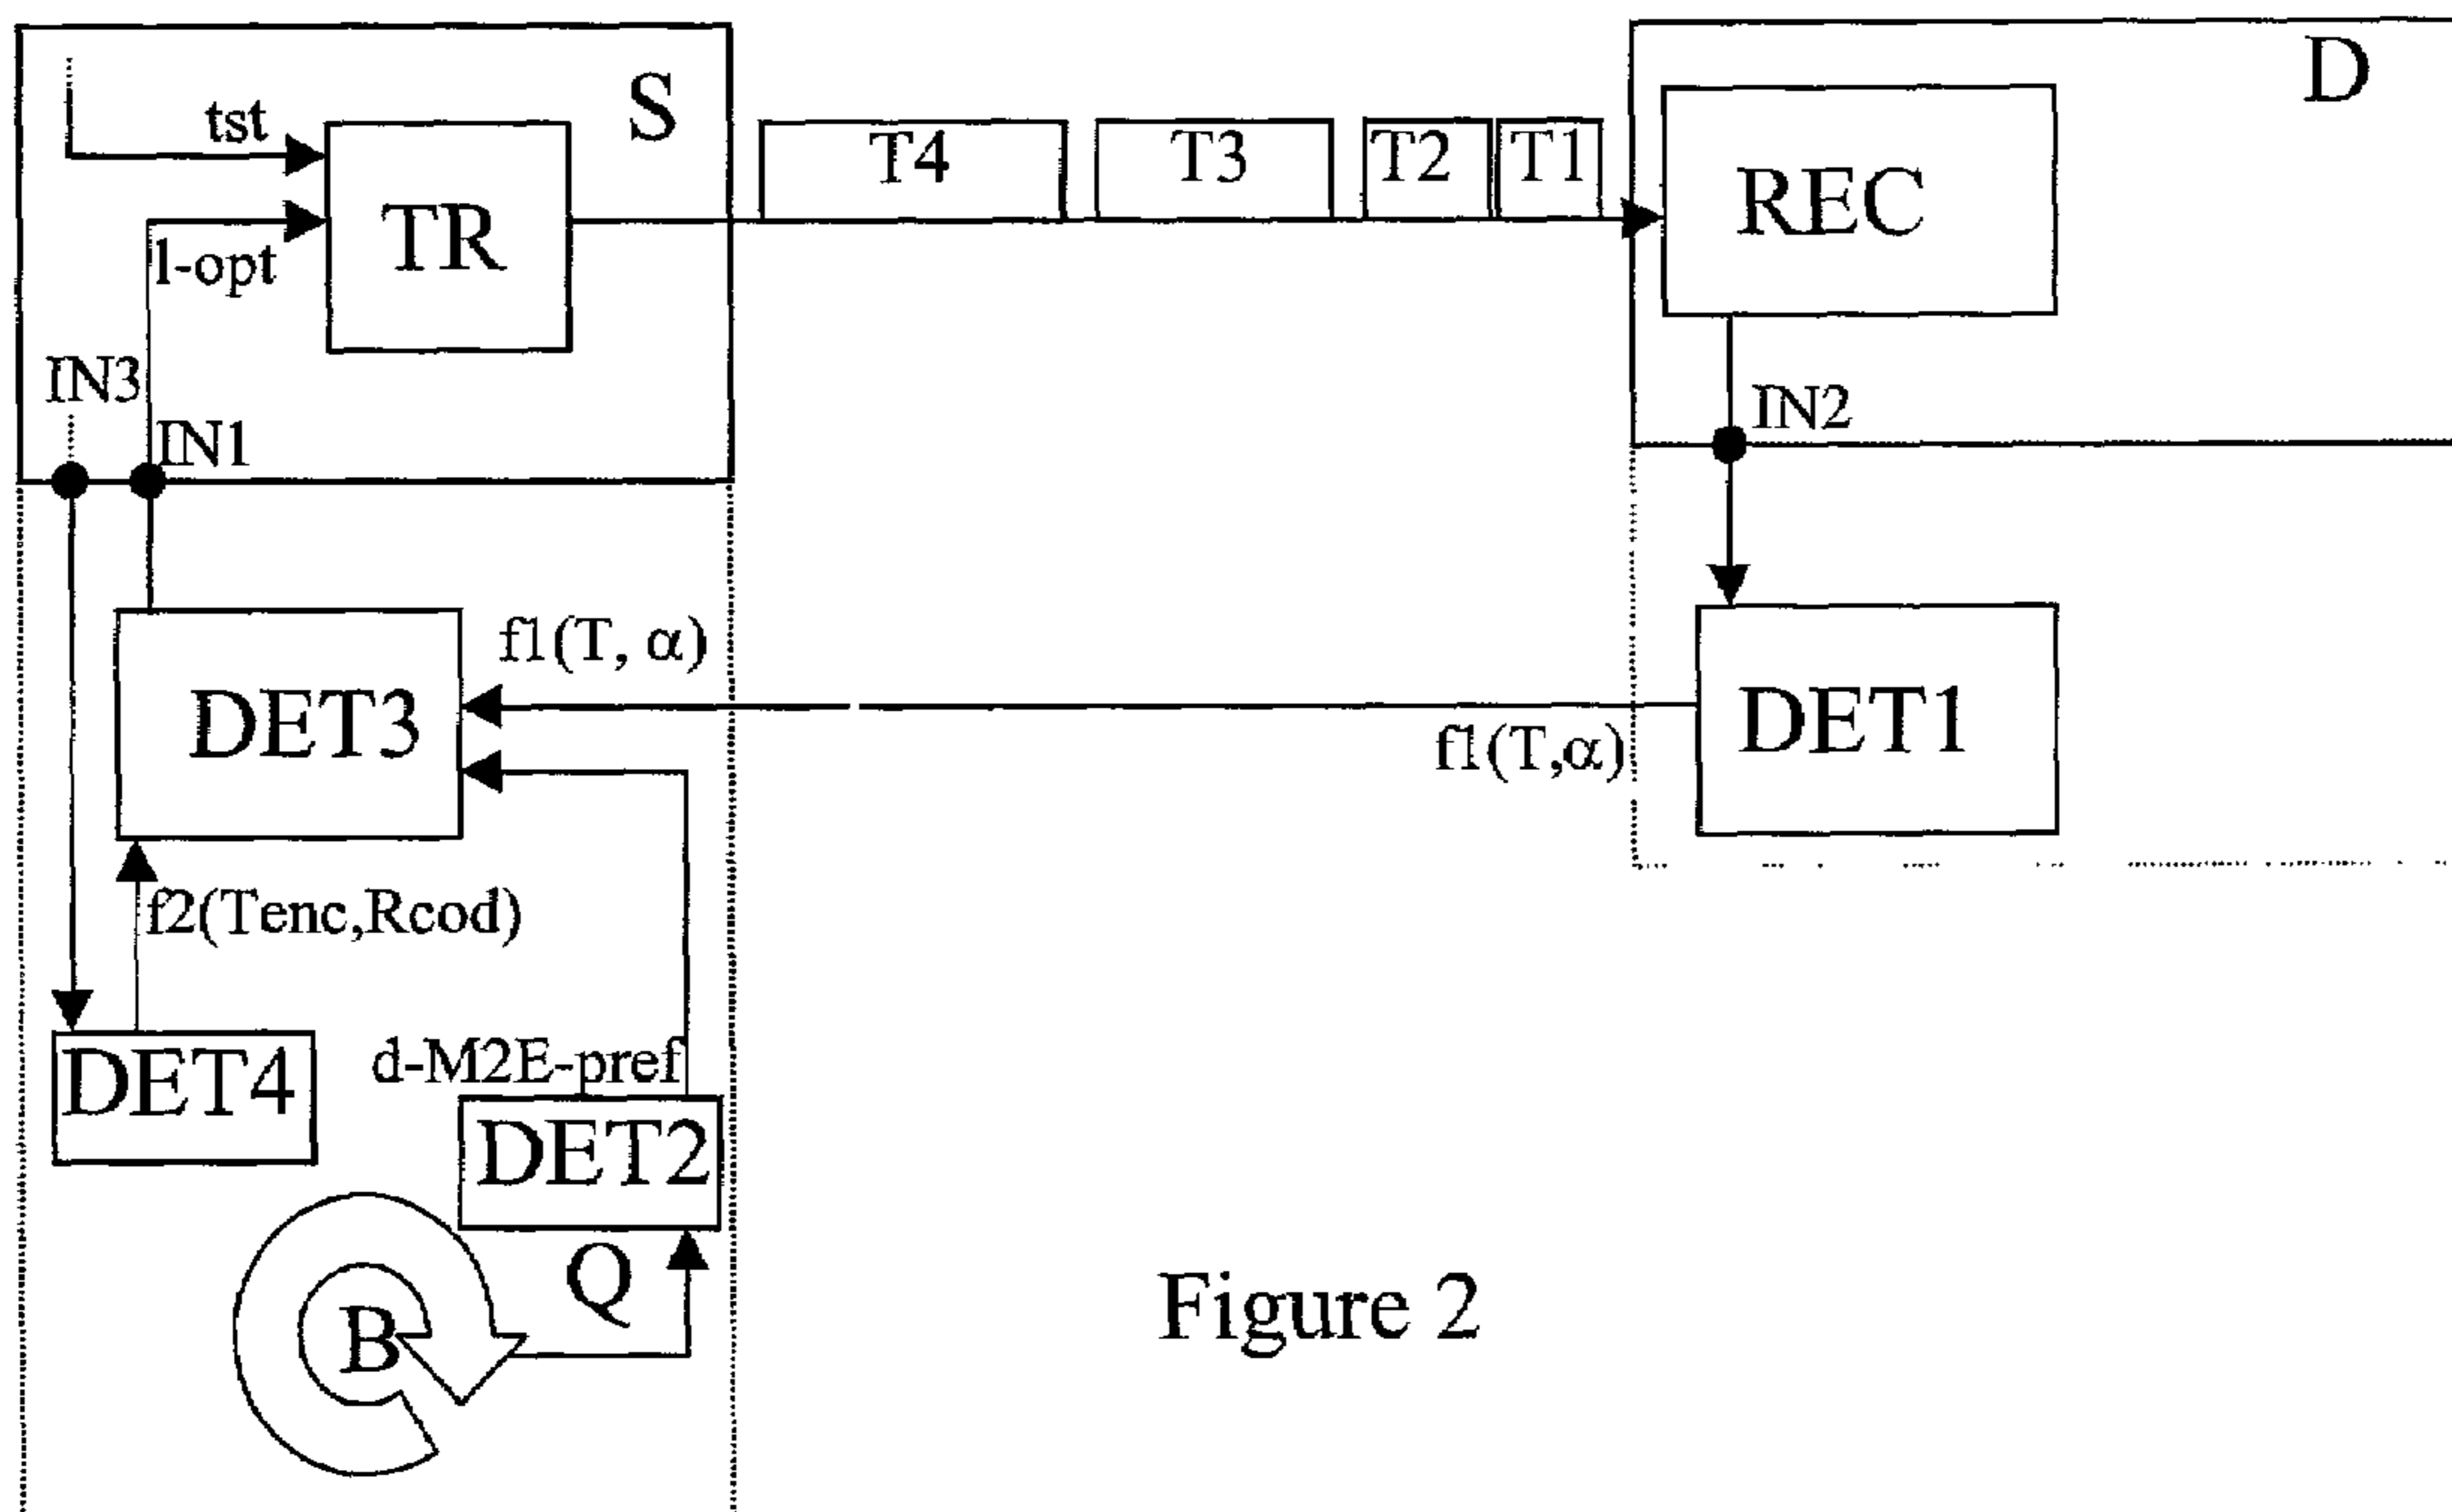 S
D
tst
T4
T3
T2
T1
TR
REC
l-opt
IN3
IN1
IN2
f1(T, α)
DET3
DET1
f1(T,α)
f2(Tenc,Rcod)
d-M2E-pref
DET4
DET2
Q
B
Figure 2